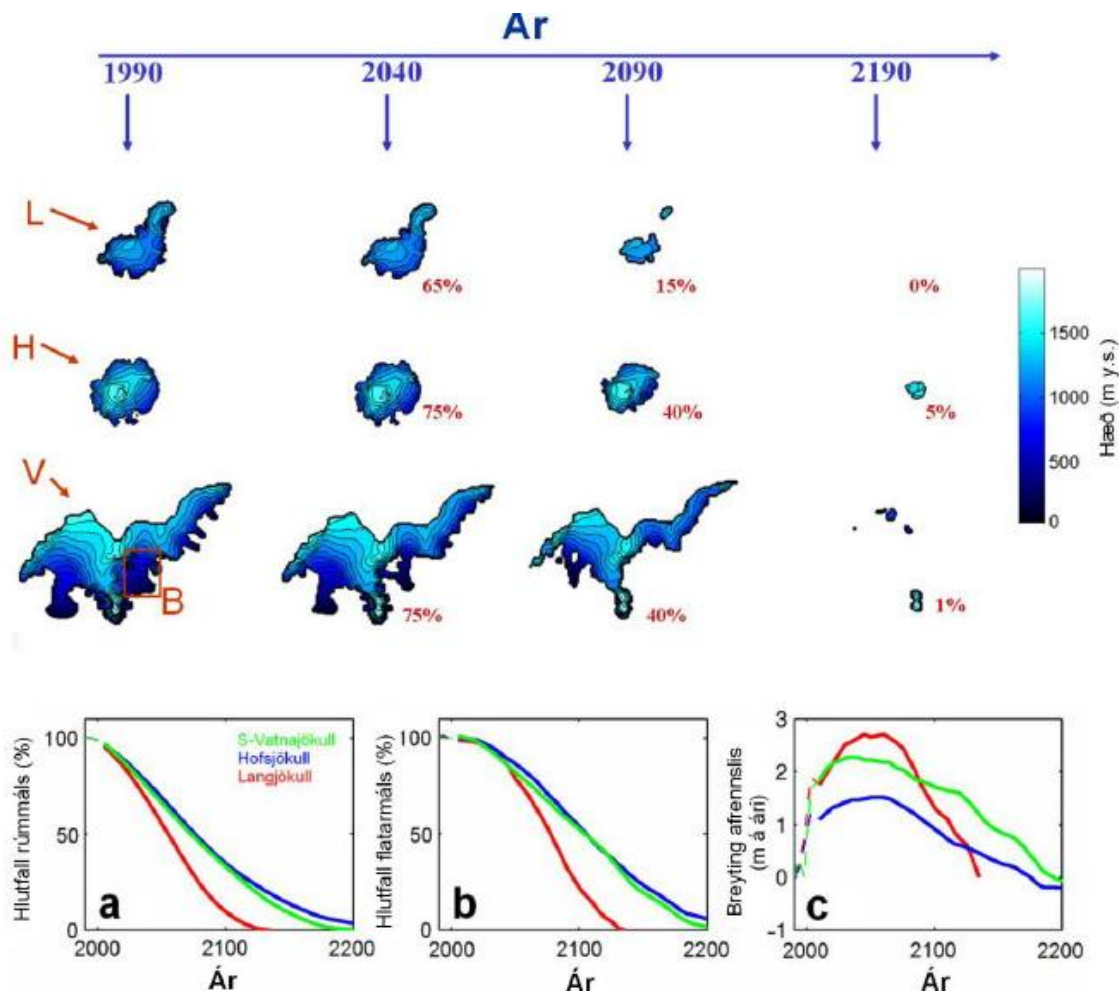 Ár
1990 2040 2090 2190
L
65% 15% 0%
H
75% 40% 5%
V
B
75% 40% 1%
1500
1000
500
0
Hæð (m y.s.)
100
50
0
Hlutfall rúmmáls (%)
S-Vatnajökull
Hofsjökull
Langjökull
a
2000 2100 2200
Ár
100
50
0
Hlutfall flatarmáls (%)
b
2000 2100 2200
Ár
3
2
1
0
-1
Breyting afrennslis
(m á ári)
c
2000 2100 2200
Ár